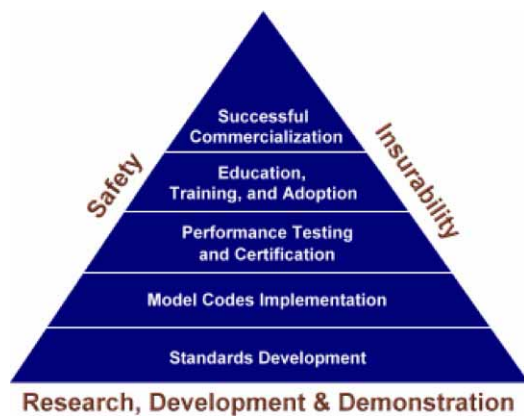 Successful
Commercialization
Safety
Insurability
Education,
Training, and Adoption
Performance Testing
and Certification
Model Codes Implementation
Standards Development
Research, Development & Demonstration